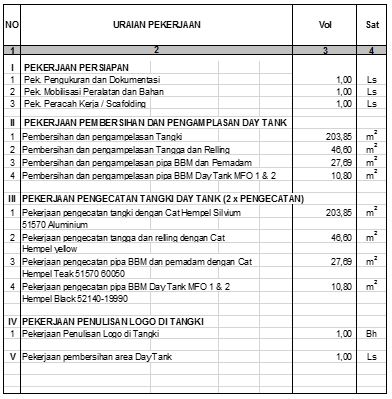 NO URAIAN PEKERJAAN Vol Sat
1 2 3 4
I PEKERJAAN PERSIAPAN
1 Pek. Pengukuran dan Dokumentasi 1,00 Ls
2 Pek. Mobilisasi Peralatan dan Bahan 1,00 Ls
3 Pek. Peracah Kerja / Scafolding 1,00 Ls
II PEKERJAAN PEMBERSIHAN DAN PENGAMPLASAN DAY TANK
1 Pembersihan dan pengampelasan Tangki 203,85 m²
2 Pembersihan dan pengampelasan Tangga dan Relling 46,60 m²
3 Pembersihan dan pengampelasan pipa BBM dan Pemadam 27,69 m²
4 Pembersihan dan pengampelasan pipa BBM Day Tank MFO 1 & 2 10,80 m²
III PEKERJAAN PENGECATAN TANGKI DAY TANK (2 x PENGECATAN)
1 Pekerjaan pengecatan tangki dengan Cat Hempel Silvium 203,85 m²
51570 Aluminium
2 Pekerjaan pengecatan tangga dan relling dengan Cat 46,60 m²
Hempel yellow
3 Pekerjaan pengecatan pipa BBM dan pemadam dengan Cat 27,69 m²
Hempel Teak 51570 60050
4 Pekerjaan pengecatan pipa BBM Day Tank MFO 1 & 2 10,80 m²
Hempel Black 52140-19990
IV PEKERJAAN PENULISAN LOGO DI TANGKI
1 Pekerjaan Penulisan Logo di Tangki 1,00 Bh
V Pekerjaan pembersihan area Day Tank 1,00 Ls